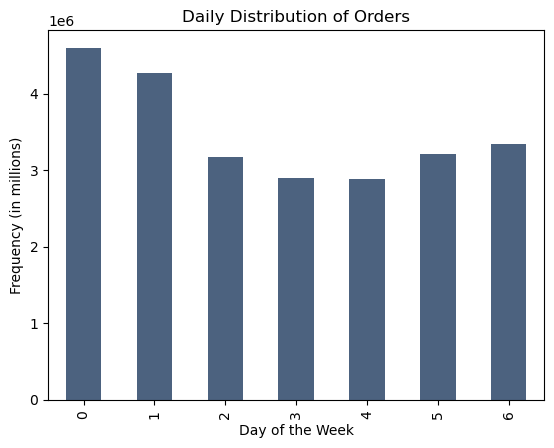 Daily Distribution of Orders
1e6
4
3
2
1
0
Frequency (in millions)
0 1 2 3 4 5 6
Day of the Week